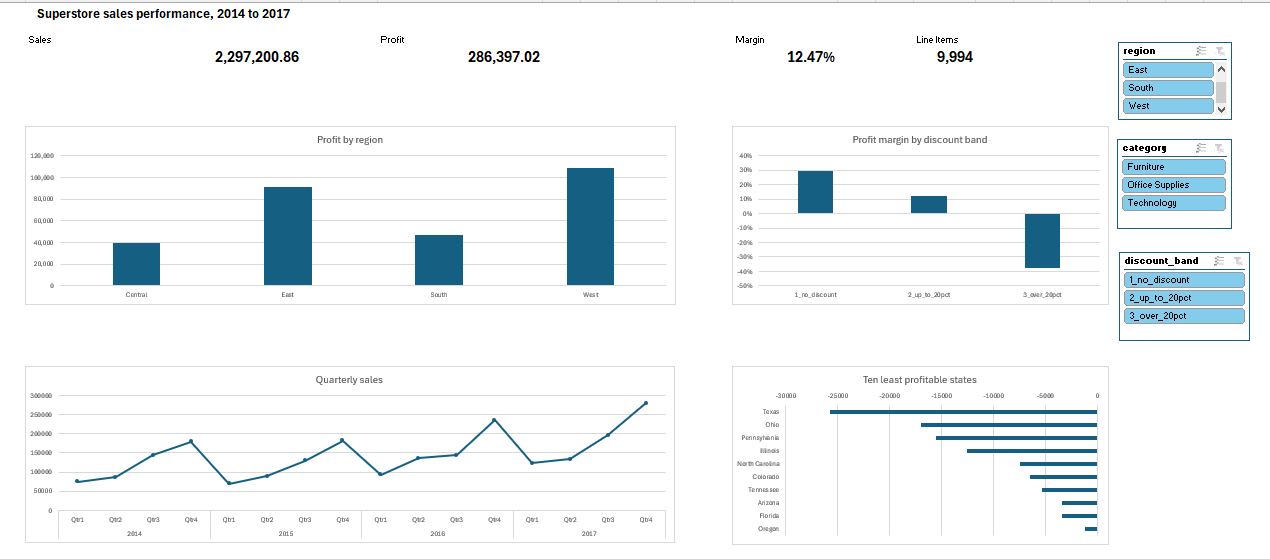 Superstore sales performance, 2014 to 2017
Sales
2,297,200.86
Profit
286,397.02
Margin
12.47%
Line Items
9,994
region
East
South
West
category
Furniture
Office Supplies
Technology
discount_band
1_no_discount
2_up_to_20pct
3_over_20pct
Profit by region
120,000
100,000
80,000
60,000
40,000
20,000
0
Central East South West
Profit margin by discount band
40%
30%
20%
10%
0%
-10%
-20%
-30%
-40%
-50%
1_no_discount 2_up_to_20pct 3_over_20pct
Quarterly sales
300000
250000
200000
150000
100000
50000
0
Qtr1 Qtr2 Qtr3 Qtr4 Qtr1 Qtr2 Qtr3 Qtr4 Qtr1 Qtr2 Qtr3 Qtr4 Qtr1 Qtr2 Qtr3 Qtr4
2014 2015 2016 2017
Ten least profitable states
-30000 -25000 -20000 -15000 -10000 -5000 0
Texas
Ohio
Pennsylvania
Illinois
North Carolina
Colorado
Tennessee
Arizona
Florida
Oregon